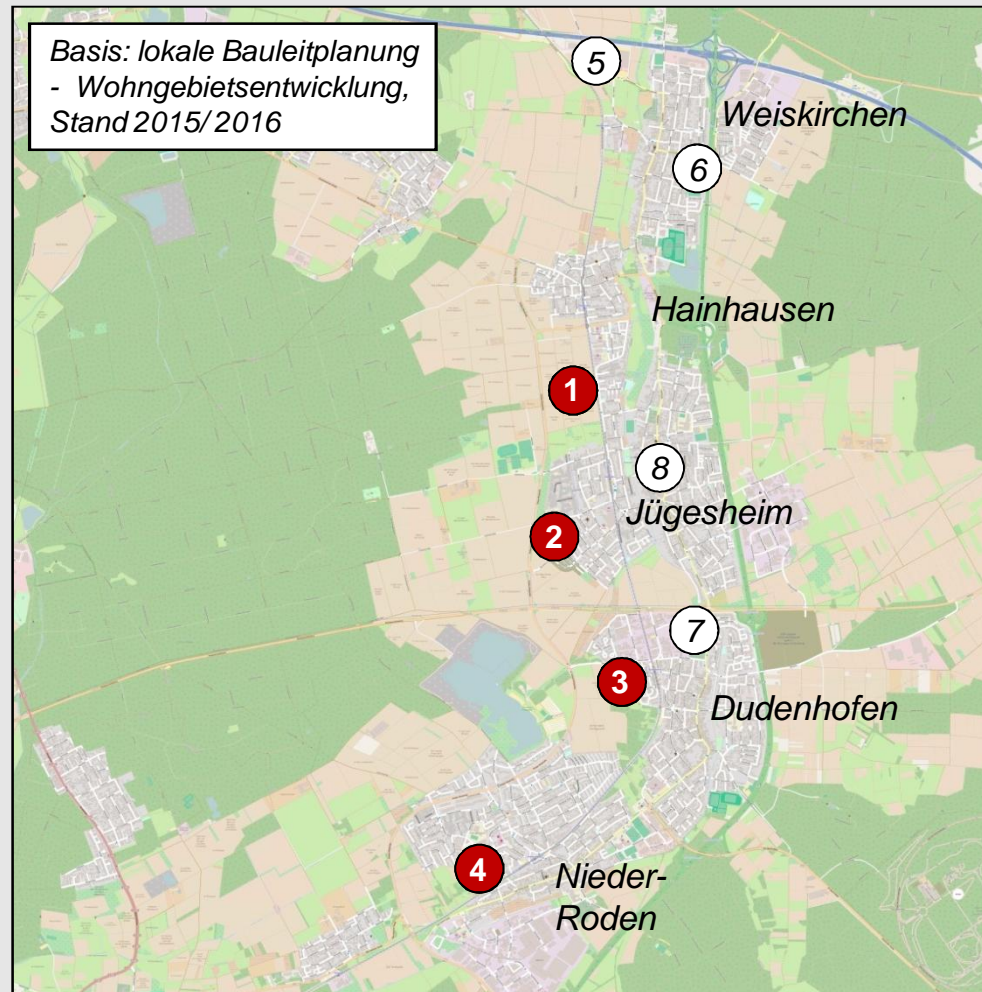 Basis: lokale Bauleitplanung
- Wohngebietsentwicklung,
Stand 2015/2016
5
Weiskirchen
6
Hainhausen
1
8
Jügesheim
2
7
3
Dudenhofen
4
Nieder-
Roden